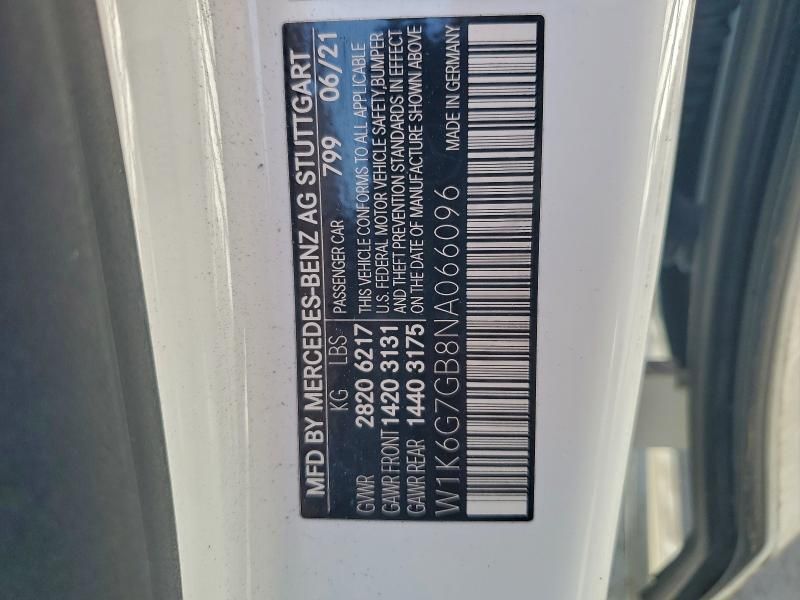 MFD BY MERCEDES-BENZ AG STUTTGART
KG LBS PASSENGER CAR 799 06/21
GVWR 2820 6217
GAWR FRONT 1420 3131
GAWR REAR 1440 3175
THIS VEHICLE CONFORMS TO ALL APPLICABLE
U.S. FEDERAL MOTOR VEHICLE SAFETY,BUMPER
AND THEFT PREVENTION STANDARDS IN EFFECT
ON THE DATE OF MANUFACTURE SHOWN ABOVE
W1K6G7GB8NA066096 MADE IN GERMANY